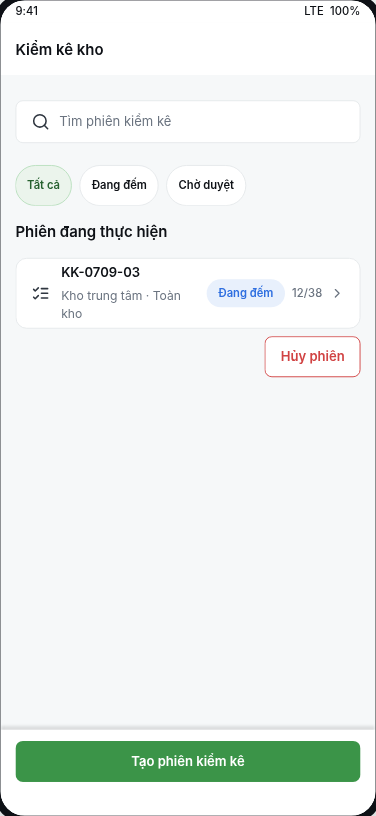 9:41
LTE 100%
Kiểm kê kho
Tìm phiên kiểm kê
Tất cả
Đang đếm
Chờ duyệt
Phiên đang thực hiện
KK-0709-03
Kho trung tâm · Toàn
kho
Đang đếm
12/38
Hủy phiên
Tạo phiên kiểm kê